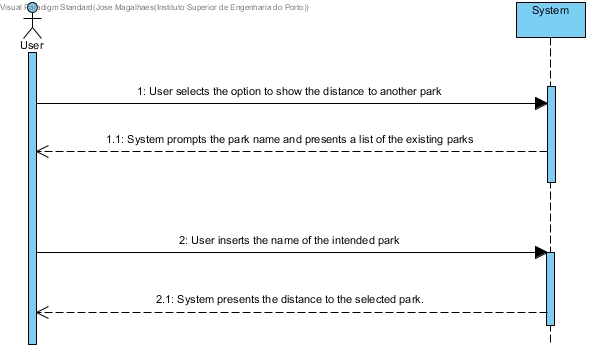 Visual Paradigm Standard(Jose Magalhaes(Instituto Superior de Engenharia do Porto))
System
User
1: User selects the option to show the distance to another park
1.1: System prompts the park name and presents a list of the existing parks
2: User inserts the name of the intended park
2.1: System presents the distance to the selected park.